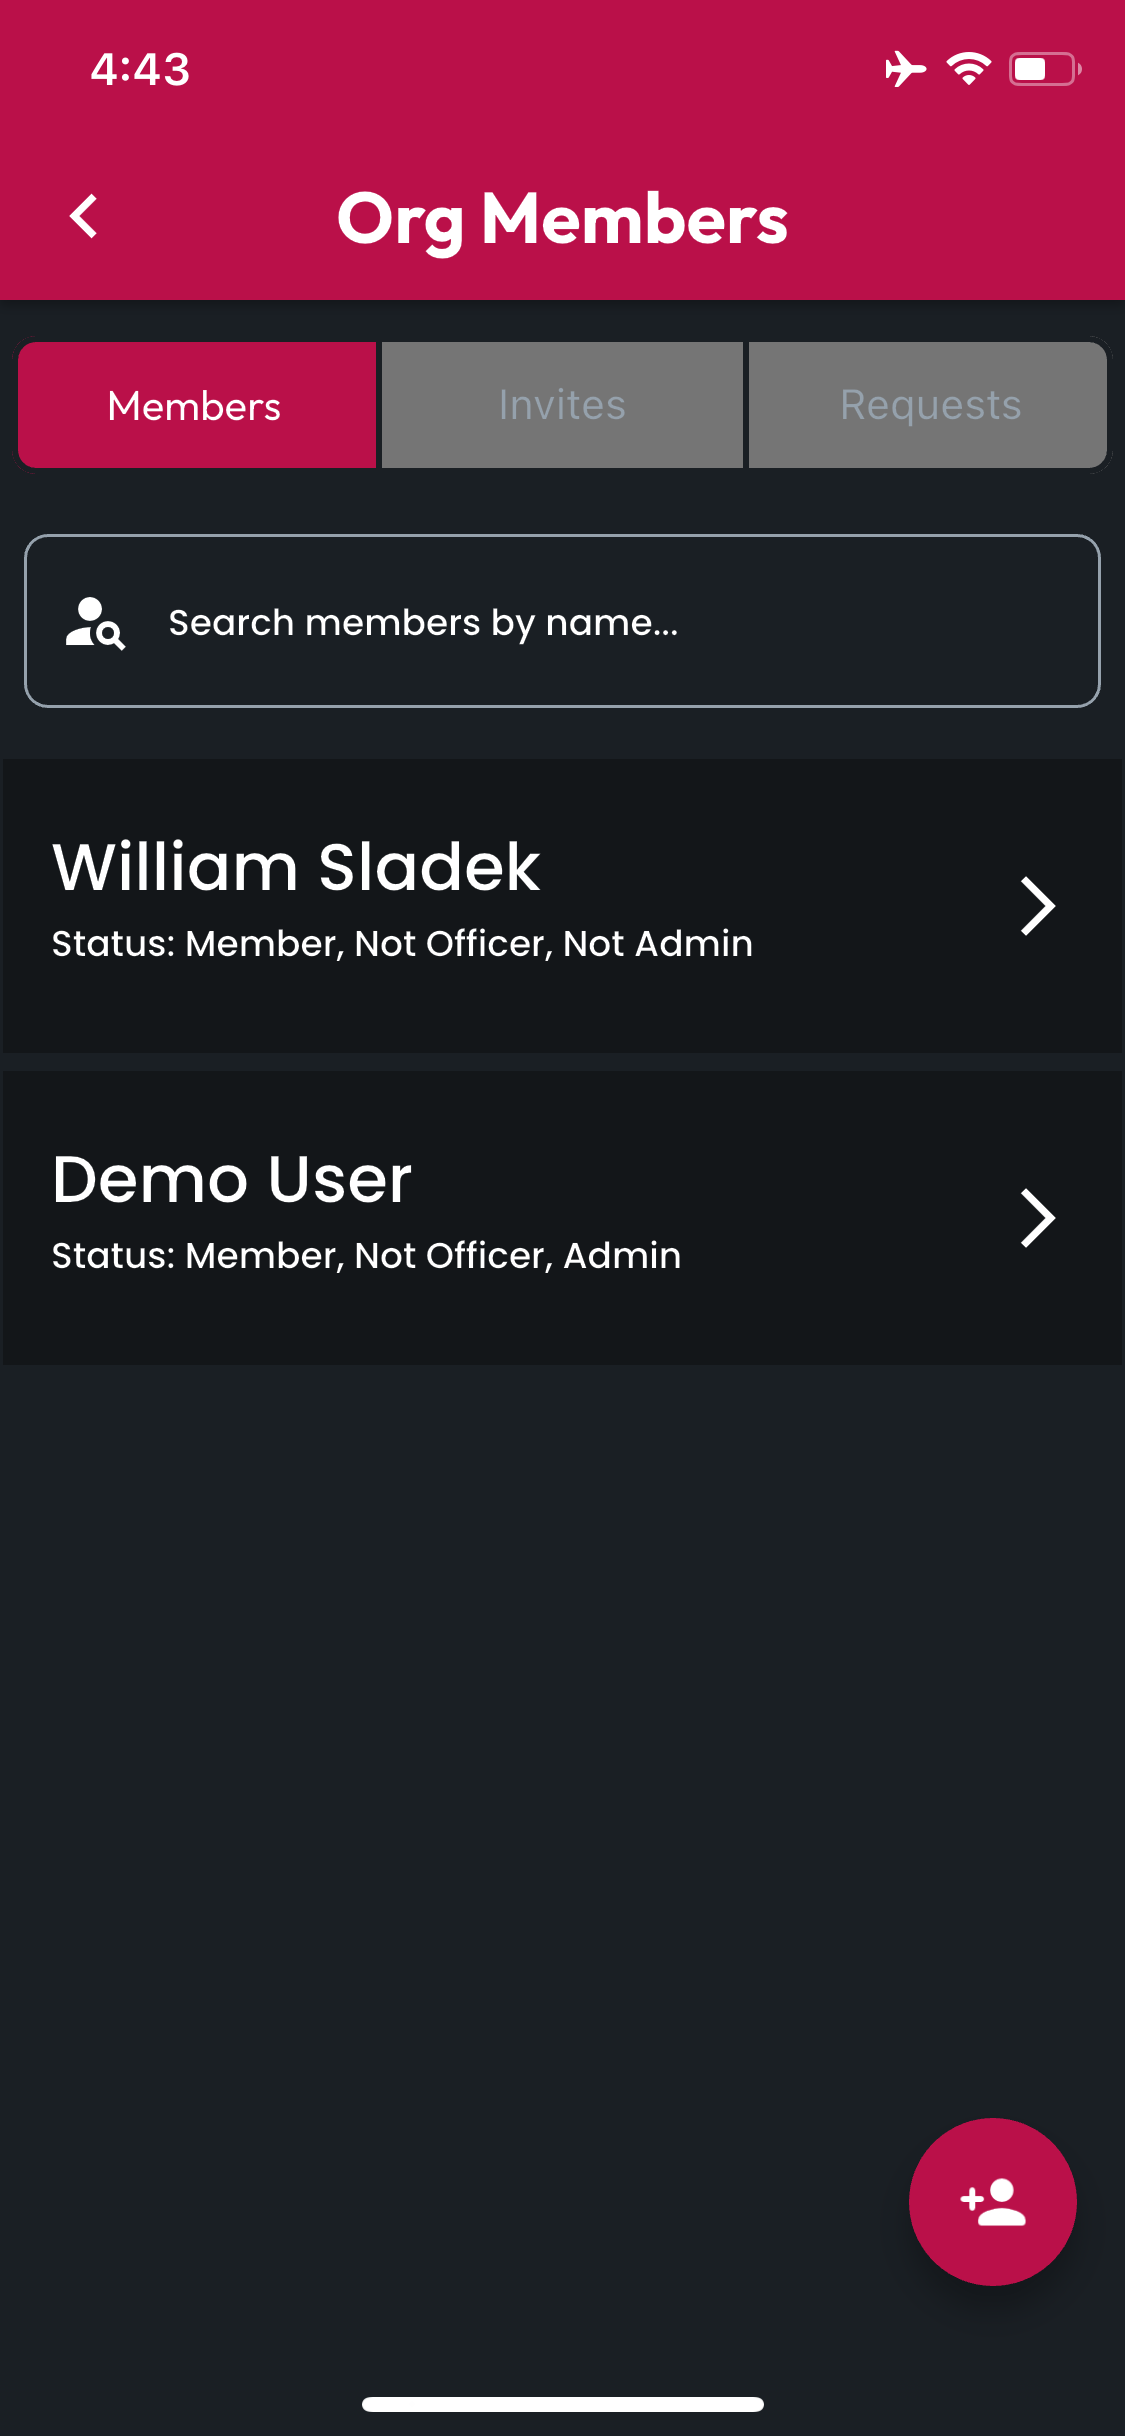 4:43
Org Members
Members
Invites
Requests
Search members by name...
William Sladek
Status: Member, Not Officer, Not Admin
Demo User
Status: Member, Not Officer, Admin